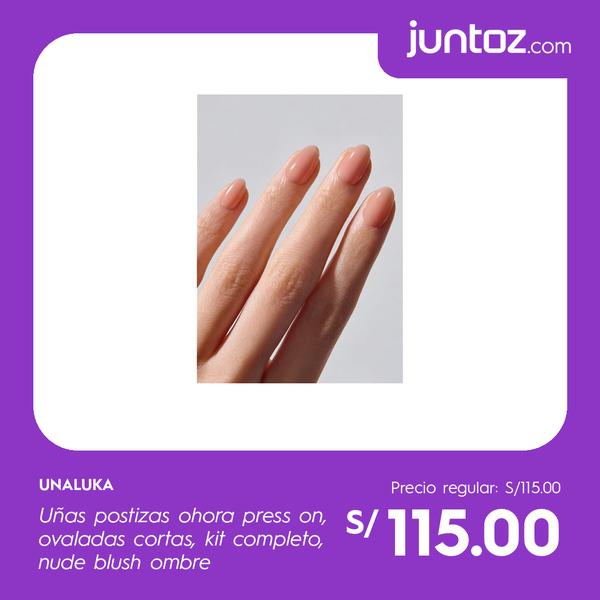 juntoz.com
UNALUKA
Uñas postizas ohora press on,
ovaladas cortas, kit completo,
nude blush ombre
Precio regular: S/115.00
S/115.00